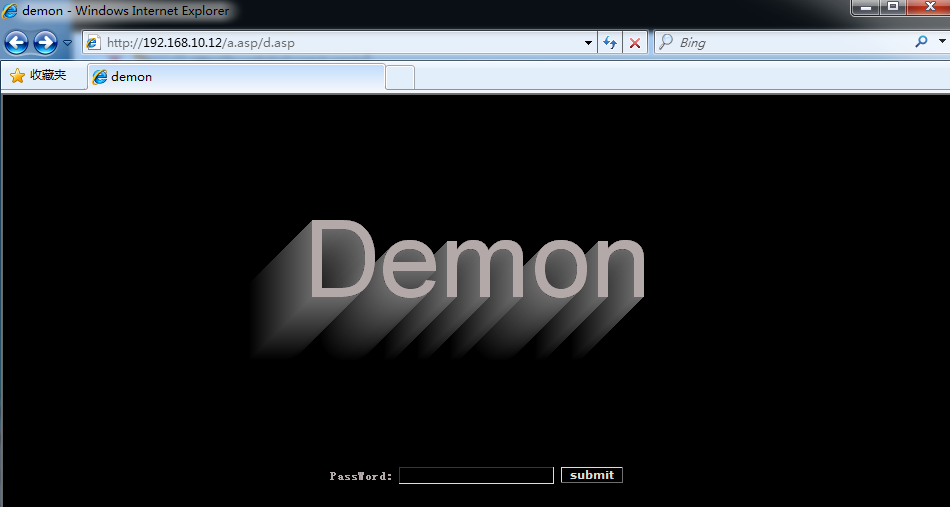 demon - Windows Internet Explorer
http://192.168.10.12/a.asp/d.asp
Bing
收藏夹
demon
Demon
PassWord:
submit